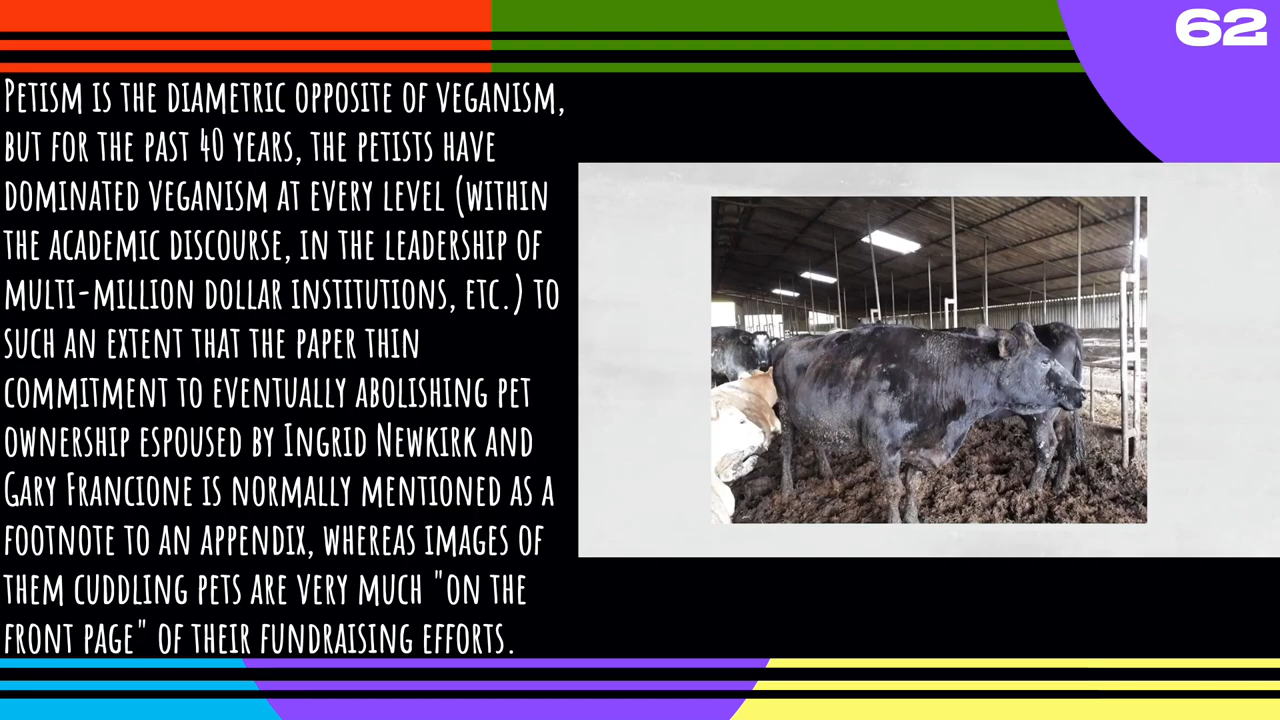 62
Petism is the diametric opposite of veganism,
but for the past 40 years, the petists have
dominated veganism at every level (within
the academic discourse, in the leadership of
multi-million dollar institutions, etc.) to
such an extent that the paper thin
commitment to eventually abolishing pet
ownership espoused by Ingrid Newkirk and
Gary Francione is normally mentioned as a
footnote to an appendix, whereas images of
them cuddling pets are very much "on the
front page" of their fundraising efforts.